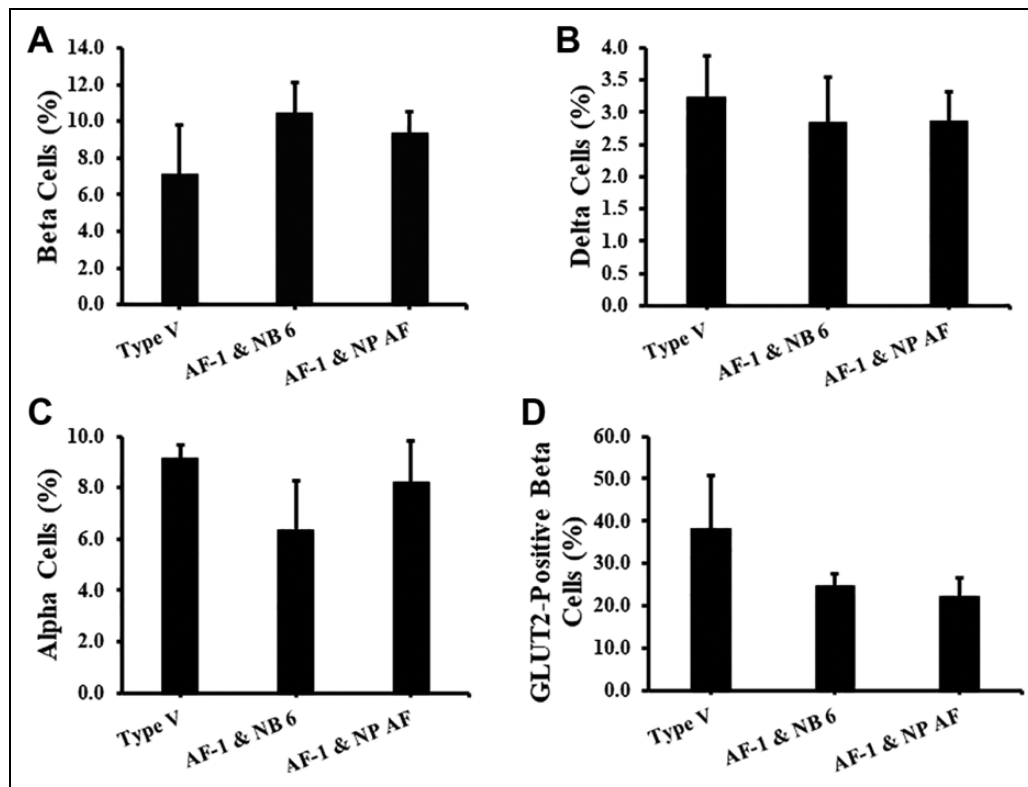 A
Beta Cells (%)
14.0
12.0
10.0
8.0
6.0
4.0
2.0
0.0
Type V
AF-1 & NB 6
AF-1 & NP AF
B
Delta Cells (%)
4.0
3.5
3.0
2.5
2.0
1.5
1.0
0.5
0.0
Type V
AF-1 & NB 6
AF-1 & NP AF
C
Alpha Cells (%)
10.0
8.0
6.0
4.0
2.0
0.0
Type V
AF-1 & NB 6
AF-1 & NP AF
D
GLUT2-Positive Beta
Cells (%)
60.0
50.0
40.0
30.0
20.0
10.0
0.0
Type V
AF-1 & NB 6
AF-1 & NP AF